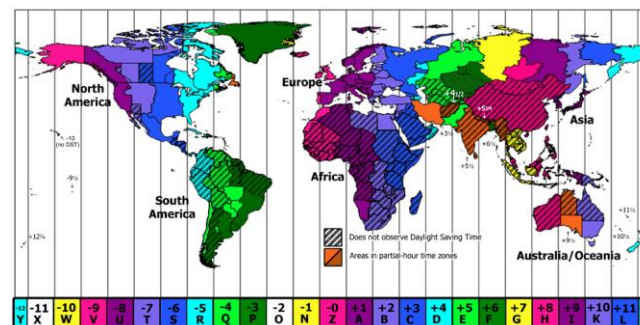 North
America
Europe
Asia
Africa
South
America
Australia/Oceania
-10
(no DST)
-9½
+12¾
+3½
+4½
+5½
+5¾
+6½
+9½
+10½
+11½
Does not observe Daylight Saving Time
Areas in partial-hour time zones
-12 -11 -10 -9 -8 -7 -6 -5 -4 -3 -2 -1 -0 +1 +2 +3 +4 +5 +6 +7 +8 +9 +10 +11
Y X W V U T S R Q P O N Z A B C D E F G H I K L